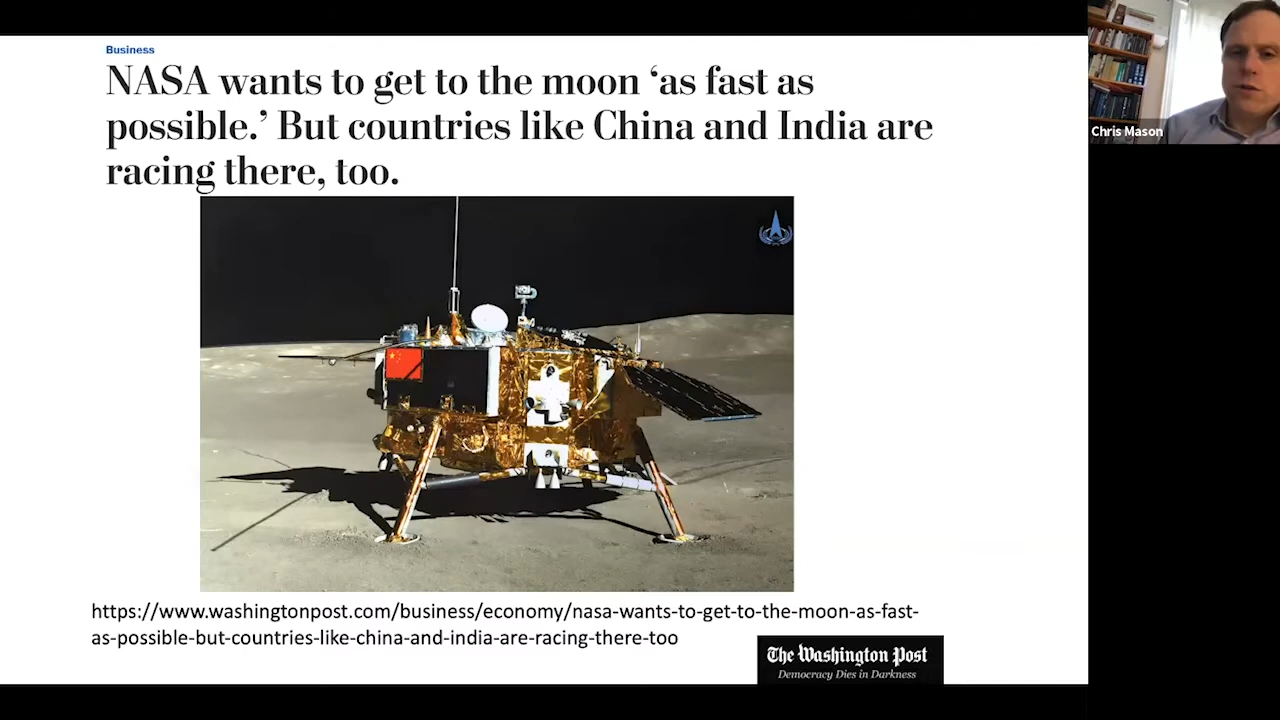 Business
NASA wants to get to the moon ‘as fast as
possible.’ But countries like China and India are
racing there, too.
Chris Mason
https://www.washingtonpost.com/business/economy/nasa-wants-to-get-to-the-moon-as-fast-
as-possible-but-countries-like-china-and-india-are-racing-there-too
The Washington Post
Democracy Dies in Darkness